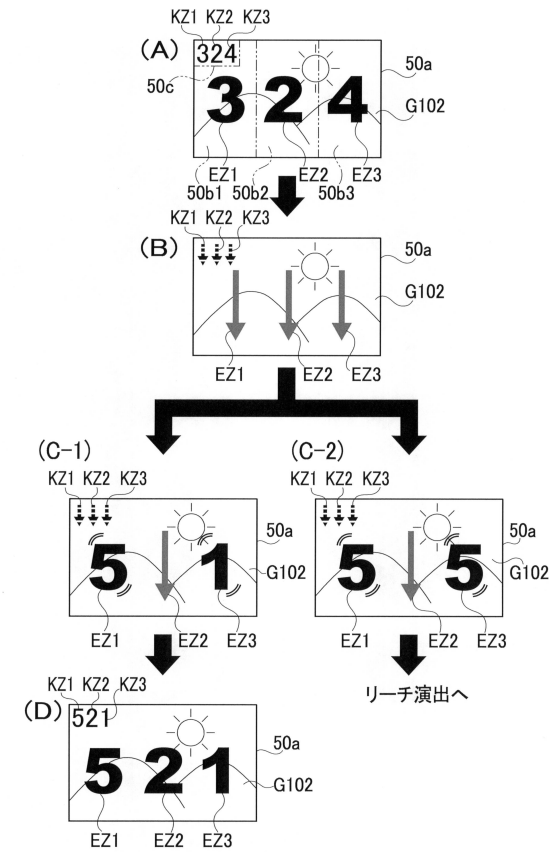 KZ1 KZ2 KZ3
(A)
324
50a
50c
3 2 4
G102
EZ1 EZ2 EZ3
50b1 50b2 50b3
KZ1 KZ2 KZ3
(B)
50a
G102
EZ1 EZ2 EZ3
(C-1)
KZ1 KZ2 KZ3
50a
5 1
G102
EZ1 EZ2 EZ3
(C-2)
KZ1 KZ2 KZ3
50a
5 5
G102
EZ1 EZ2 EZ3
リーチ演出へ
KZ1 KZ2 KZ3
(D)
521
50a
5 2 1
G102
EZ1 EZ2 EZ3